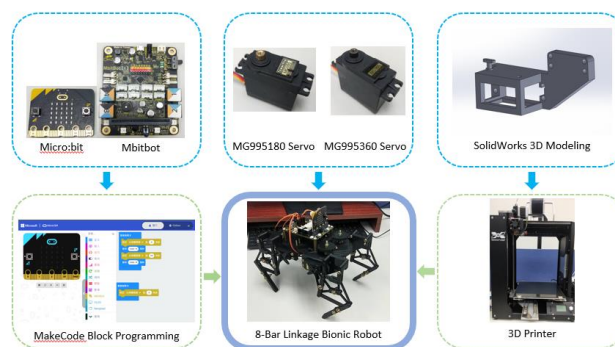 Micro:bit
Mbitbot
MG995180 Servo
MG995360 Servo
SolidWorks 3D Modeling
Microsoft
MakeCode Block Programming
8-Bar Linkage Bionic Robot
3D Printer